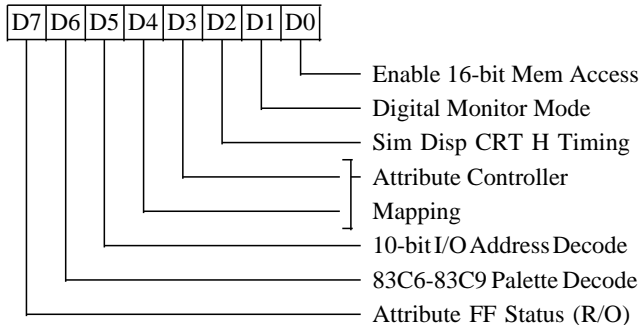 D7 D6 D5 D4 D3 D2 D1 D0
Enable 16-bit Mem Access
Digital Monitor Mode
Sim Disp CRT H Timing
Attribute Controller
Mapping
10-bit I/O Address Decode
83C6-83C9 Palette Decode
Attribute FF Status (R/O)